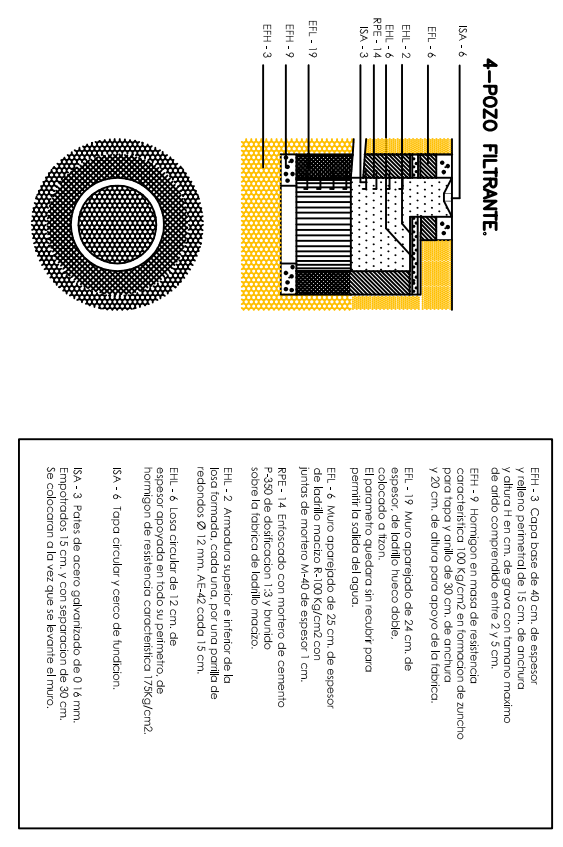 4-POZO FILTRANTE.
ISA - 6
EFL - 6
EHL - 2
EHL - 6
RPE - 14
ISA - 3
EFL - 19
EFH - 9
EFH - 3
EFH - 3 Capa base de 40 cm. de espesor
y relleno perimetral de 15 cm. de anchura
y altura H en cm. de grava con tamano maximo
de arido comprendido entre 2 y 5 cm.
EFH - 9 Hormigon en masa de resistencia
caracteristica 100 Kg/cm2 en formacion de zuncho
para tapa y anillo de 30 cm. de anchura
y 20 cm. de altura para apoyo de la fabrica.
EFL - 19 Muro aparejado de 24 cm. de
espesor, de ladrillo hueco doble,
colocado a tizon.
El parametro quedara sin recubrir para
permitir la salida del agua.
EFL - 6 Muro aparejado de 25 cm. de espesor
de ladrillo macizo R-100 Kg/cm2 con
juntas de mortero M-40 de espesor 1 cm.
RPE - 14 Enfoscado con mortero de cemento
P-350 de dosificacion 1:3 y brunido
sobre la fabrica de ladrillo macizo.
EHL - 2 Armadura superior e inferior de la
losa formada, cada una, por una parrilla de
redondos Ø 12 mm. AE-42 cada 15 cm.
EHL - 6 Losa circular de 12 cm. de
espesor apoyada en todo su perimetro, de
hormigon de resistencia caracteristica 175Kg/cm2.
ISA - 6 Tapa circular y cerco de fundicion.
ISA - 3 Pates de acero galvanizado de 0 16 mm.
Empotrados 15 cm. y con separacion de 30 cm.
Se colocaran a la vez que se levante el muro.